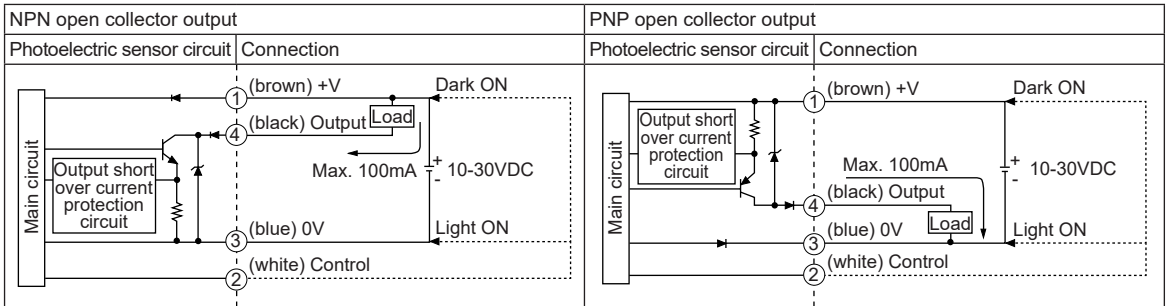 NPN open collector output
Photoelectric sensor circuit
Connection
Main circuit
Output short
over current
protection
circuit
1
(brown) +V
Dark ON
Load
4
(black) Output
Max. 100mA
+
-
10-30VDC
3
(blue) 0V
Light ON
2
(white) Control
PNP open collector output
Photoelectric sensor circuit
Connection
Main circuit
Output short
over current
protection
circuit
1
(brown) +V
Dark ON
Max. 100mA
+
-
10-30VDC
4
(black) Output
Load
3
(blue) 0V
Light ON
2
(white) Control